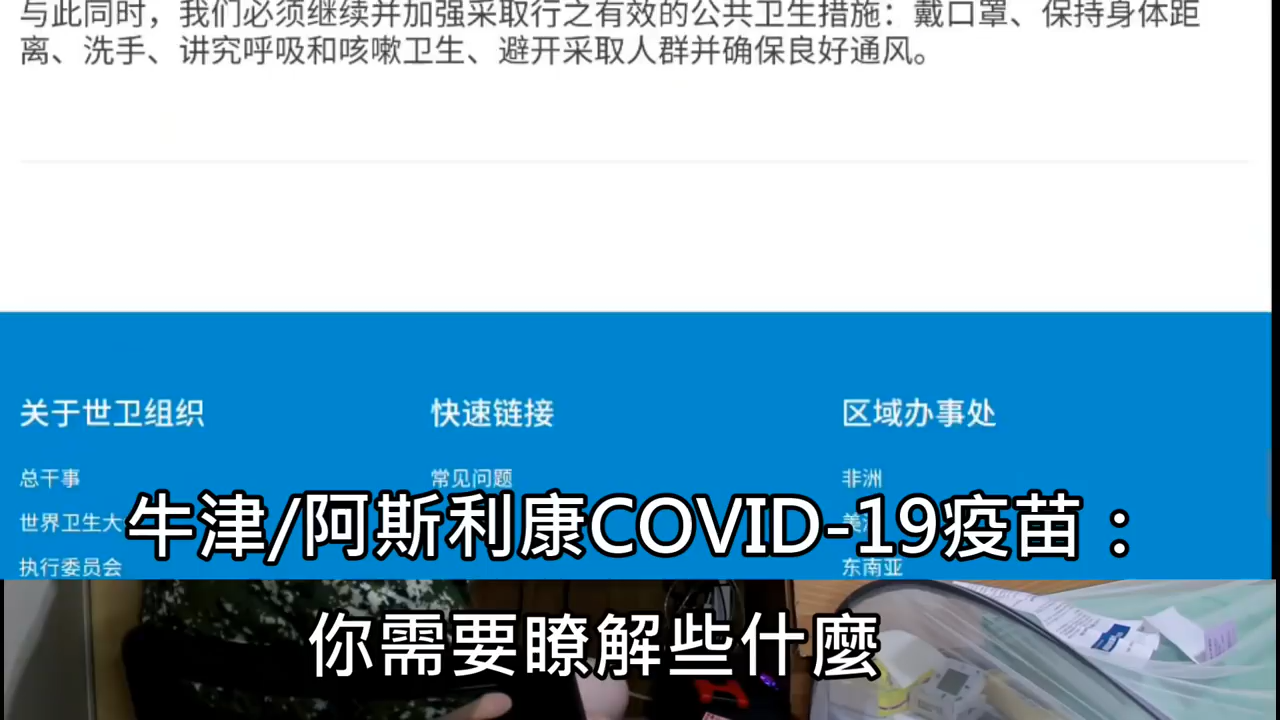 与此同时，我们必须继续并加强采取行之有效的公共卫生措施：戴口罩、保持身体距
离、洗手、讲究呼吸和咳嗽卫生、避开采取人群并确保良好通风。
关于世卫组织
快速链接
区域办事处
总干事
常见问题
非洲
世界卫生大
美
执行委员会
东南亚
牛津/阿斯利康COVID-19疫苗：
你需要瞭解些什麼